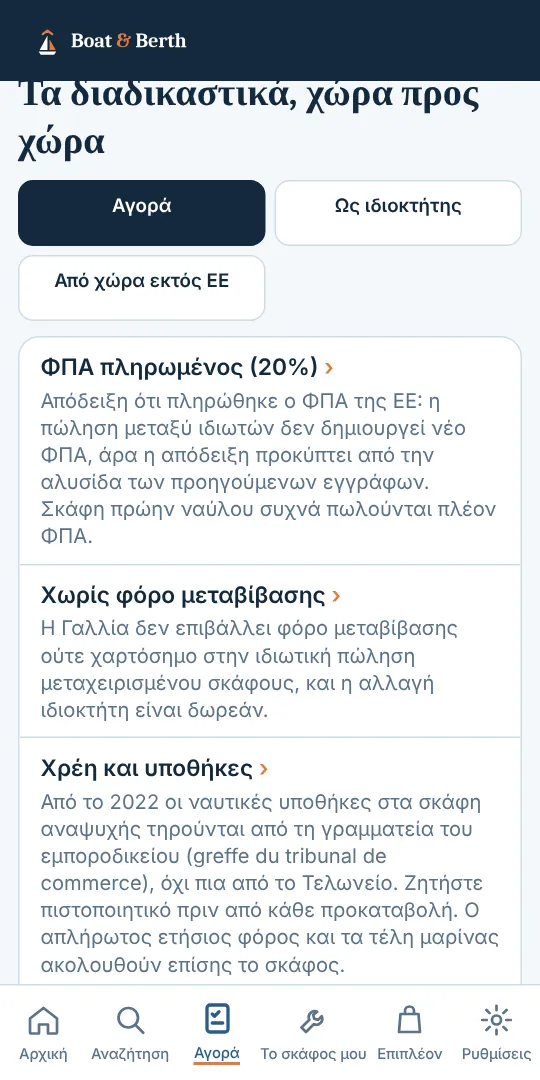 Boat & Berth
Τα διαδικαστικά, χώρα προς
χώρα
Αγορά
Ως ιδιοκτήτης
Από χώρα εκτός ΕΕ
ΦΠΑ πληρωμένος (20%) ›
Απόδειξη ότι πληρώθηκε ο ΦΠΑ της ΕΕ: η
πώληση μεταξύ ιδιωτών δεν δημιουργεί νέο
ΦΠΑ, άρα η απόδειξη προκύπτει από την
αλυσίδα των προηγούμενων εγγράφων.
Σκάφη πρώην ναύλου συχνά πωλούνται πλέον
ΦΠΑ.
Χωρίς φόρο μεταβίβασης ›
Η Γαλλία δεν επιβάλλει φόρο μεταβίβασης
ούτε χαρτόσημο στην ιδιωτική πώληση
μεταχειρισμένου σκάφους, και η αλλαγή
ιδιοκτήτη είναι δωρεάν.
Χρέη και υποθήκες ›
Από το 2022 οι ναυτικές υποθήκες στα σκάφη
αναψυχής τηρούνται από τη γραμματεία του
εμποροδικείου (greffe du tribunal de
commerce), όχι πια από το Τελωνείο. Ζητήστε
πιστοποιητικό πριν από κάθε προκαταβολή. Ο
απλήρωτος ετήσιος φόρος και τα τέλη μαρίνας
ακολουθούν επίσης το σκάφος.
Αρχική
Αναζήτηση
Αγορά
Το σκάφος μου
Επιπλέον
Ρυθμίσεις